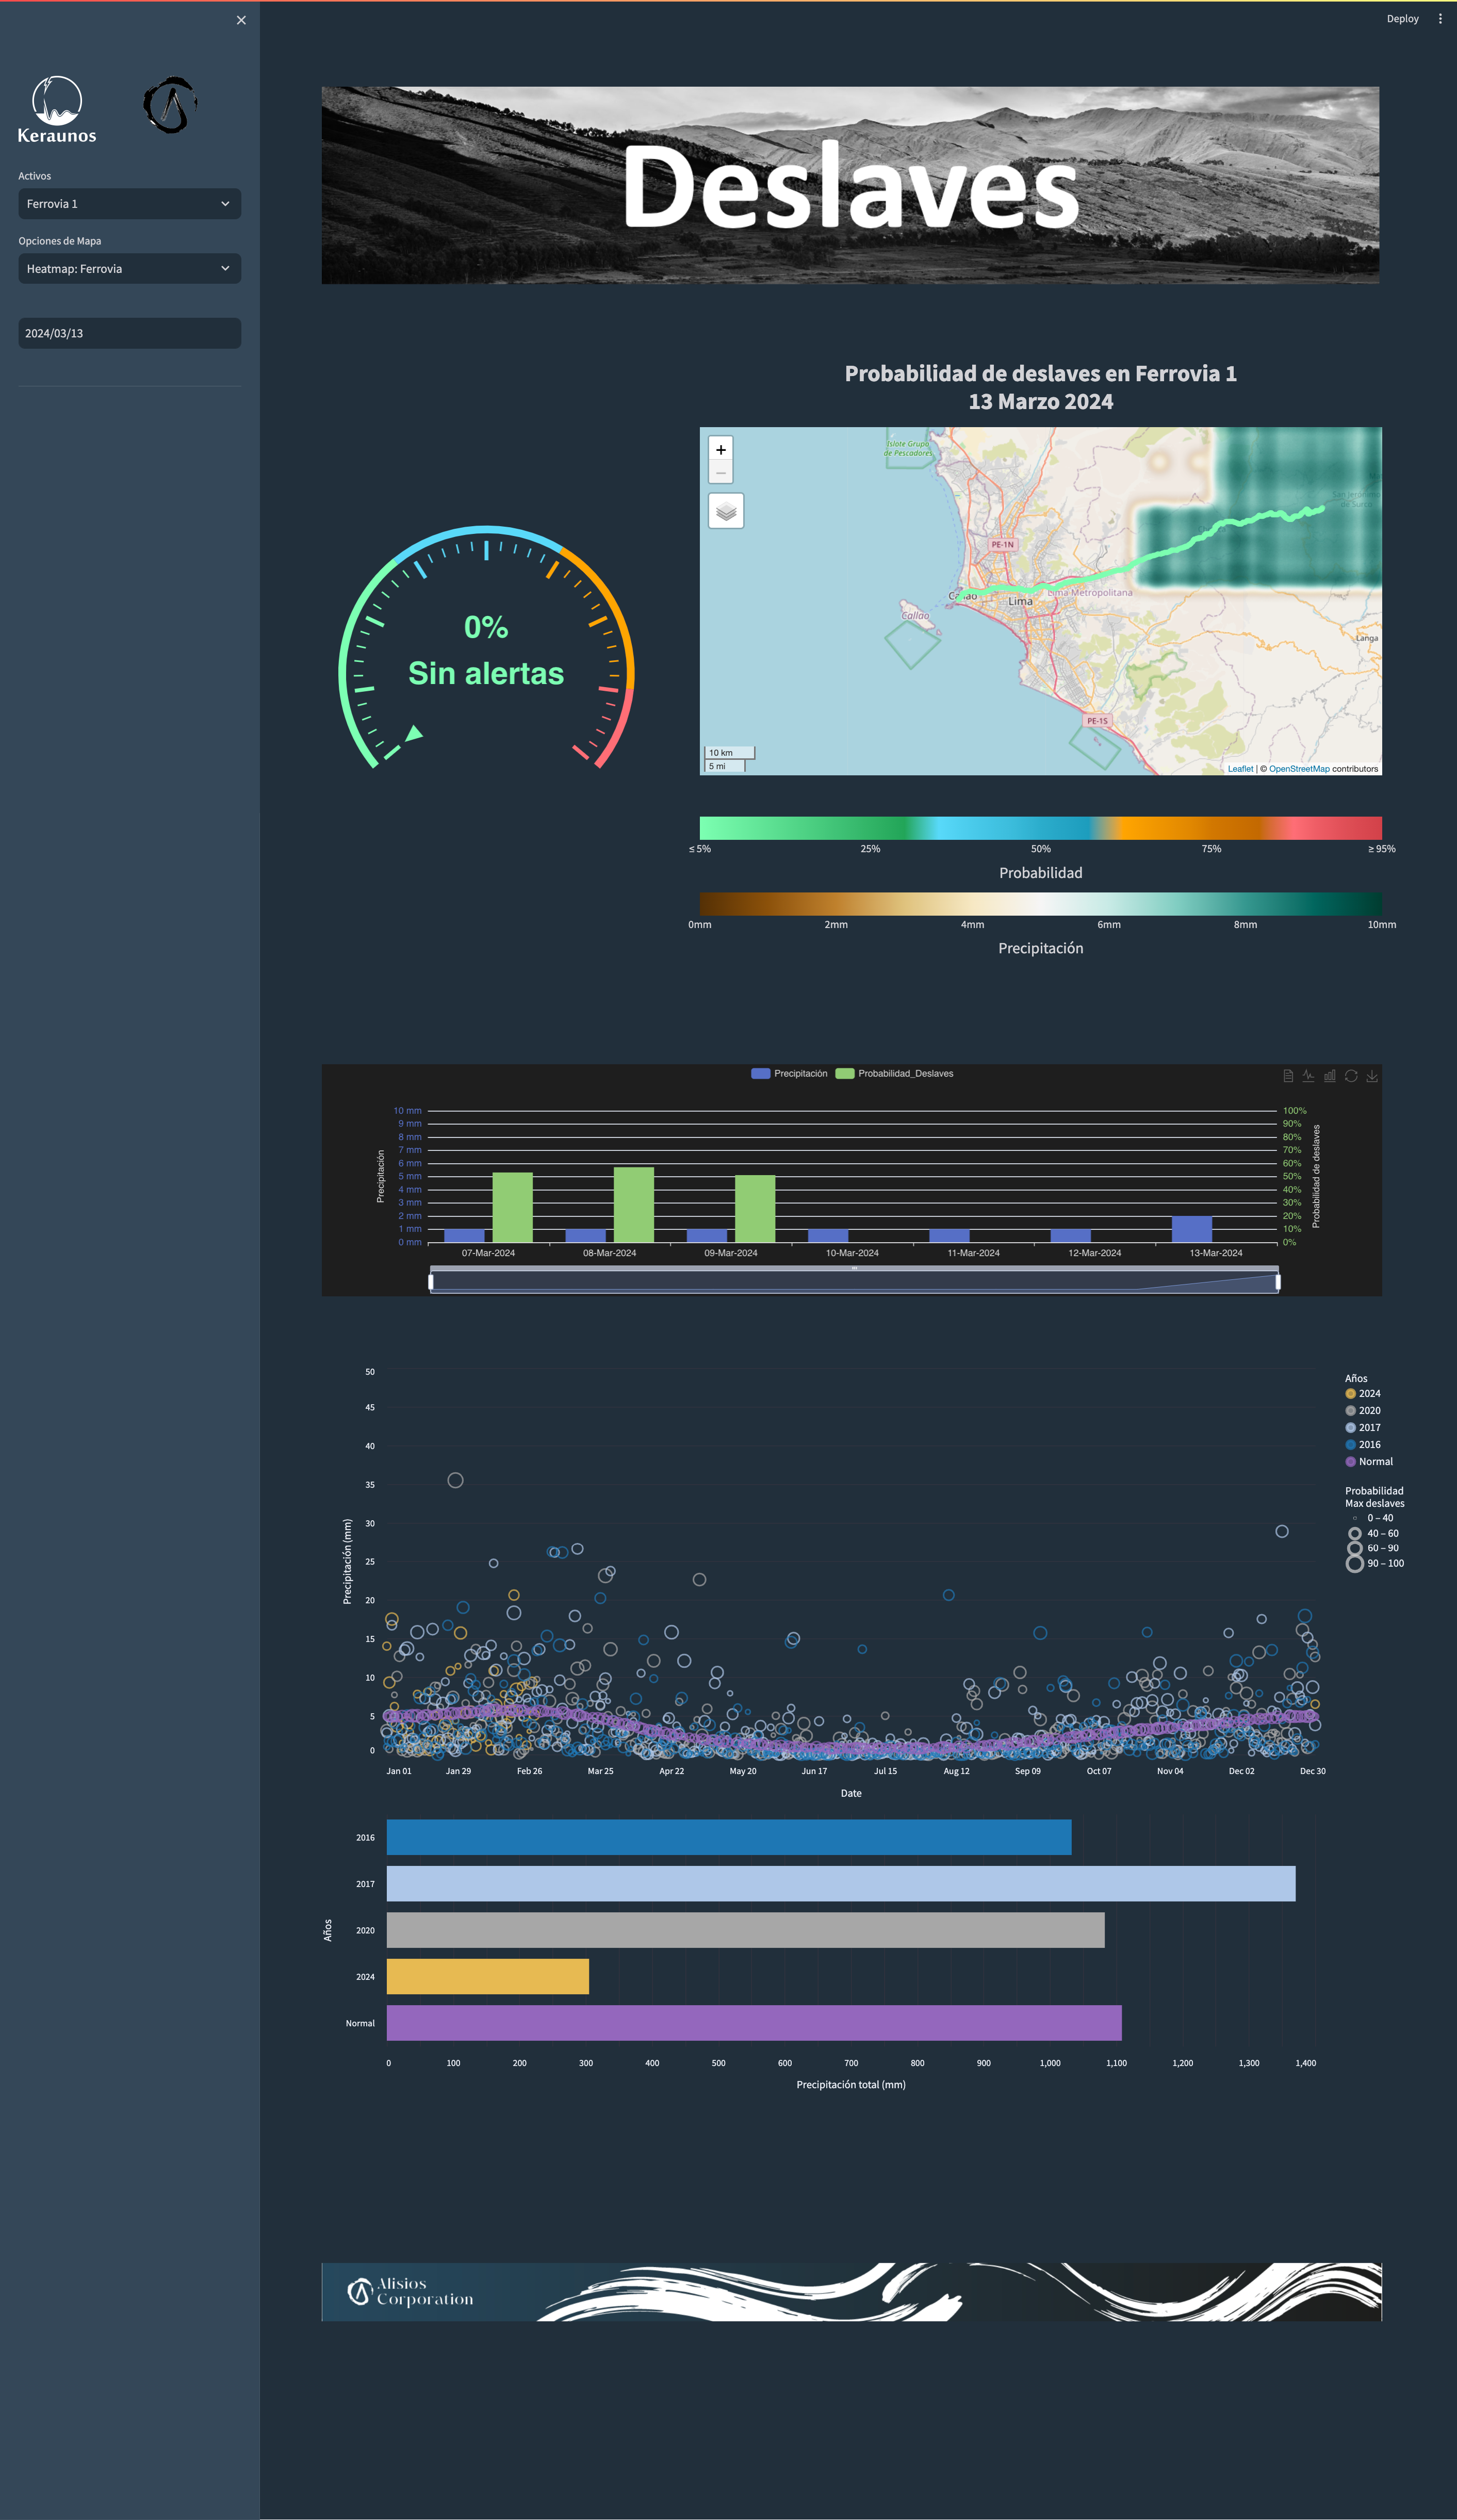 Deploy
Keraunos
Activos
Ferrovia 1
Opciones de Mapa
Heatmap: Ferrovia
2024/03/13
Deslaves
Probabilidad de deslaves en Ferrovia 1
13 Marzo 2024
0%
Sin alertas
+
−
Islote Grupo
de Pescadores
PE-1N
Callao
Lima
Lima Metropolitana
Callao
Langa
PE-1S
10 km
5 mi
Leaflet | © OpenStreetMap contributors
≤ 5% 25% 50% 75% ≥ 95%
Probabilidad
0mm 2mm 4mm 6mm 8mm 10mm
Precipitación
Precipitación Probabilidad_Deslaves
10 mm 100%
9 mm 90%
8 mm 80%
7 mm 70%
6 mm 60%
5 mm 50%
4 mm 40%
3 mm 30%
2 mm 20%
1 mm 10%
0 mm 0%
Precipitación
Probabilidad de deslaves
07-Mar-2024 08-Mar-2024 09-Mar-2024 10-Mar-2024 11-Mar-2024 12-Mar-2024 13-Mar-2024
50
45
40
35
30
25
20
15
10
5
0
Precipitación (mm)
Jan 01 Jan 29 Feb 26 Mar 25 Apr 22 May 20 Jun 17 Jul 15 Aug 12 Sep 09 Oct 07 Nov 04 Dec 02 Dec 30
Date
Años
2024
2020
2017
2016
Normal
Probabilidad
Max deslaves
0 – 40
40 – 60
60 – 90
90 – 100
2016
2017
2020
2024
Normal
Años
0 100 200 300 400 500 600 700 800 900 1,000 1,100 1,200 1,300 1,400
Precipitación total (mm)
Alisios
Corporation